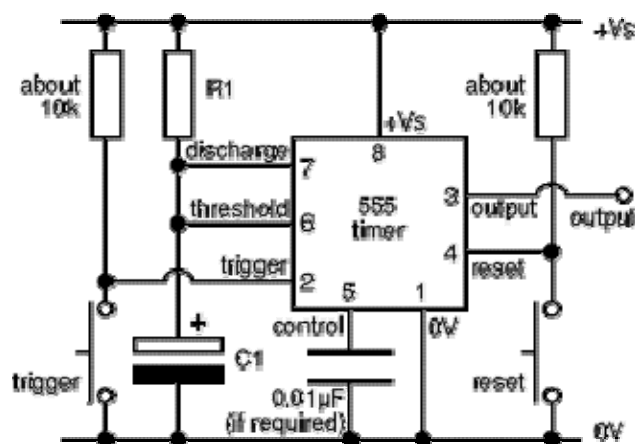 +Vs
about
10k
R1
+Vs
about
10k
discharge
7
8
threshold
6
555
timer
3
output
output
trigger
2
4
reset
5
1
control
0V
+
C1
trigger
0.01µF
(if required)
reset
0V